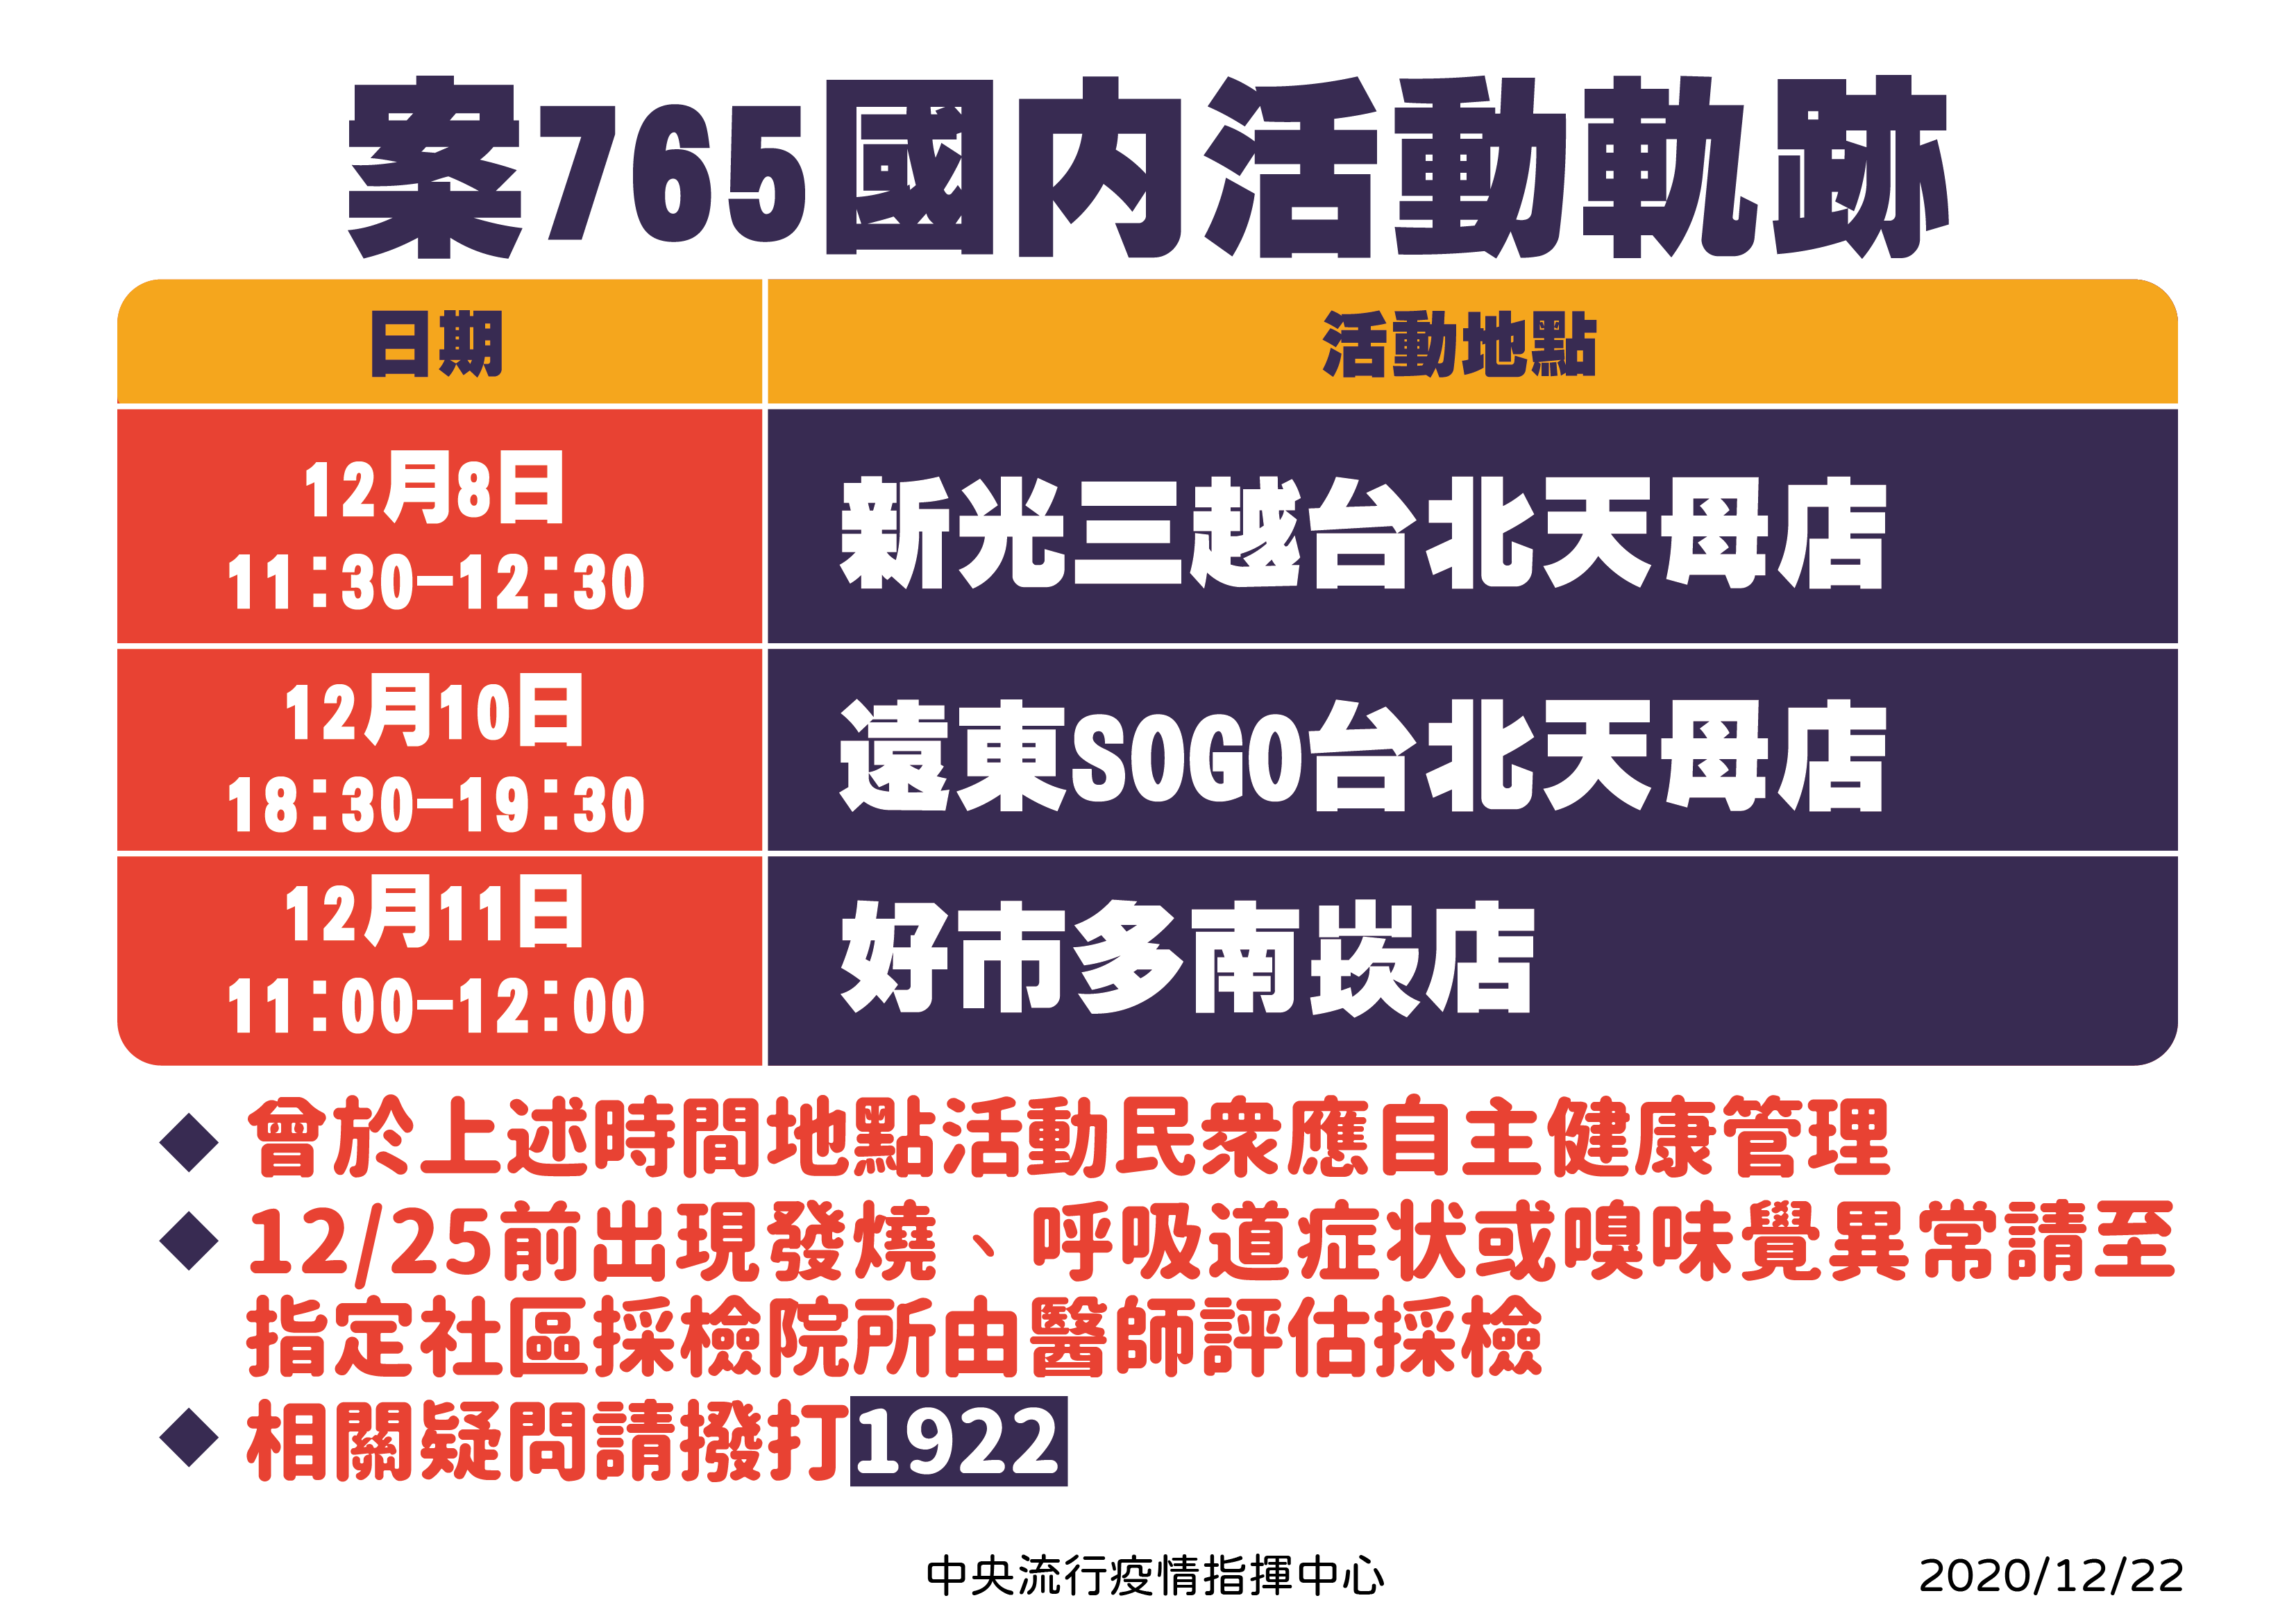 案765國內活動軌跡
日期
活動地點
12月8日
11:30-12:30
新光三越台北天母店
12月10日
18:30-19:30
遠東SOGO台北天母店
12月11日
11:00-12:00
好市多南崁店
◆ 曾於上述時間地點活動民眾應自主健康管理
◆ 12/25前出現發燒、呼吸道症狀或嗅味覺異常請至
指定社區採檢院所由醫師評估採檢
◆ 相關疑問請撥打1922
中央流行疫情指揮中心
2020/12/22